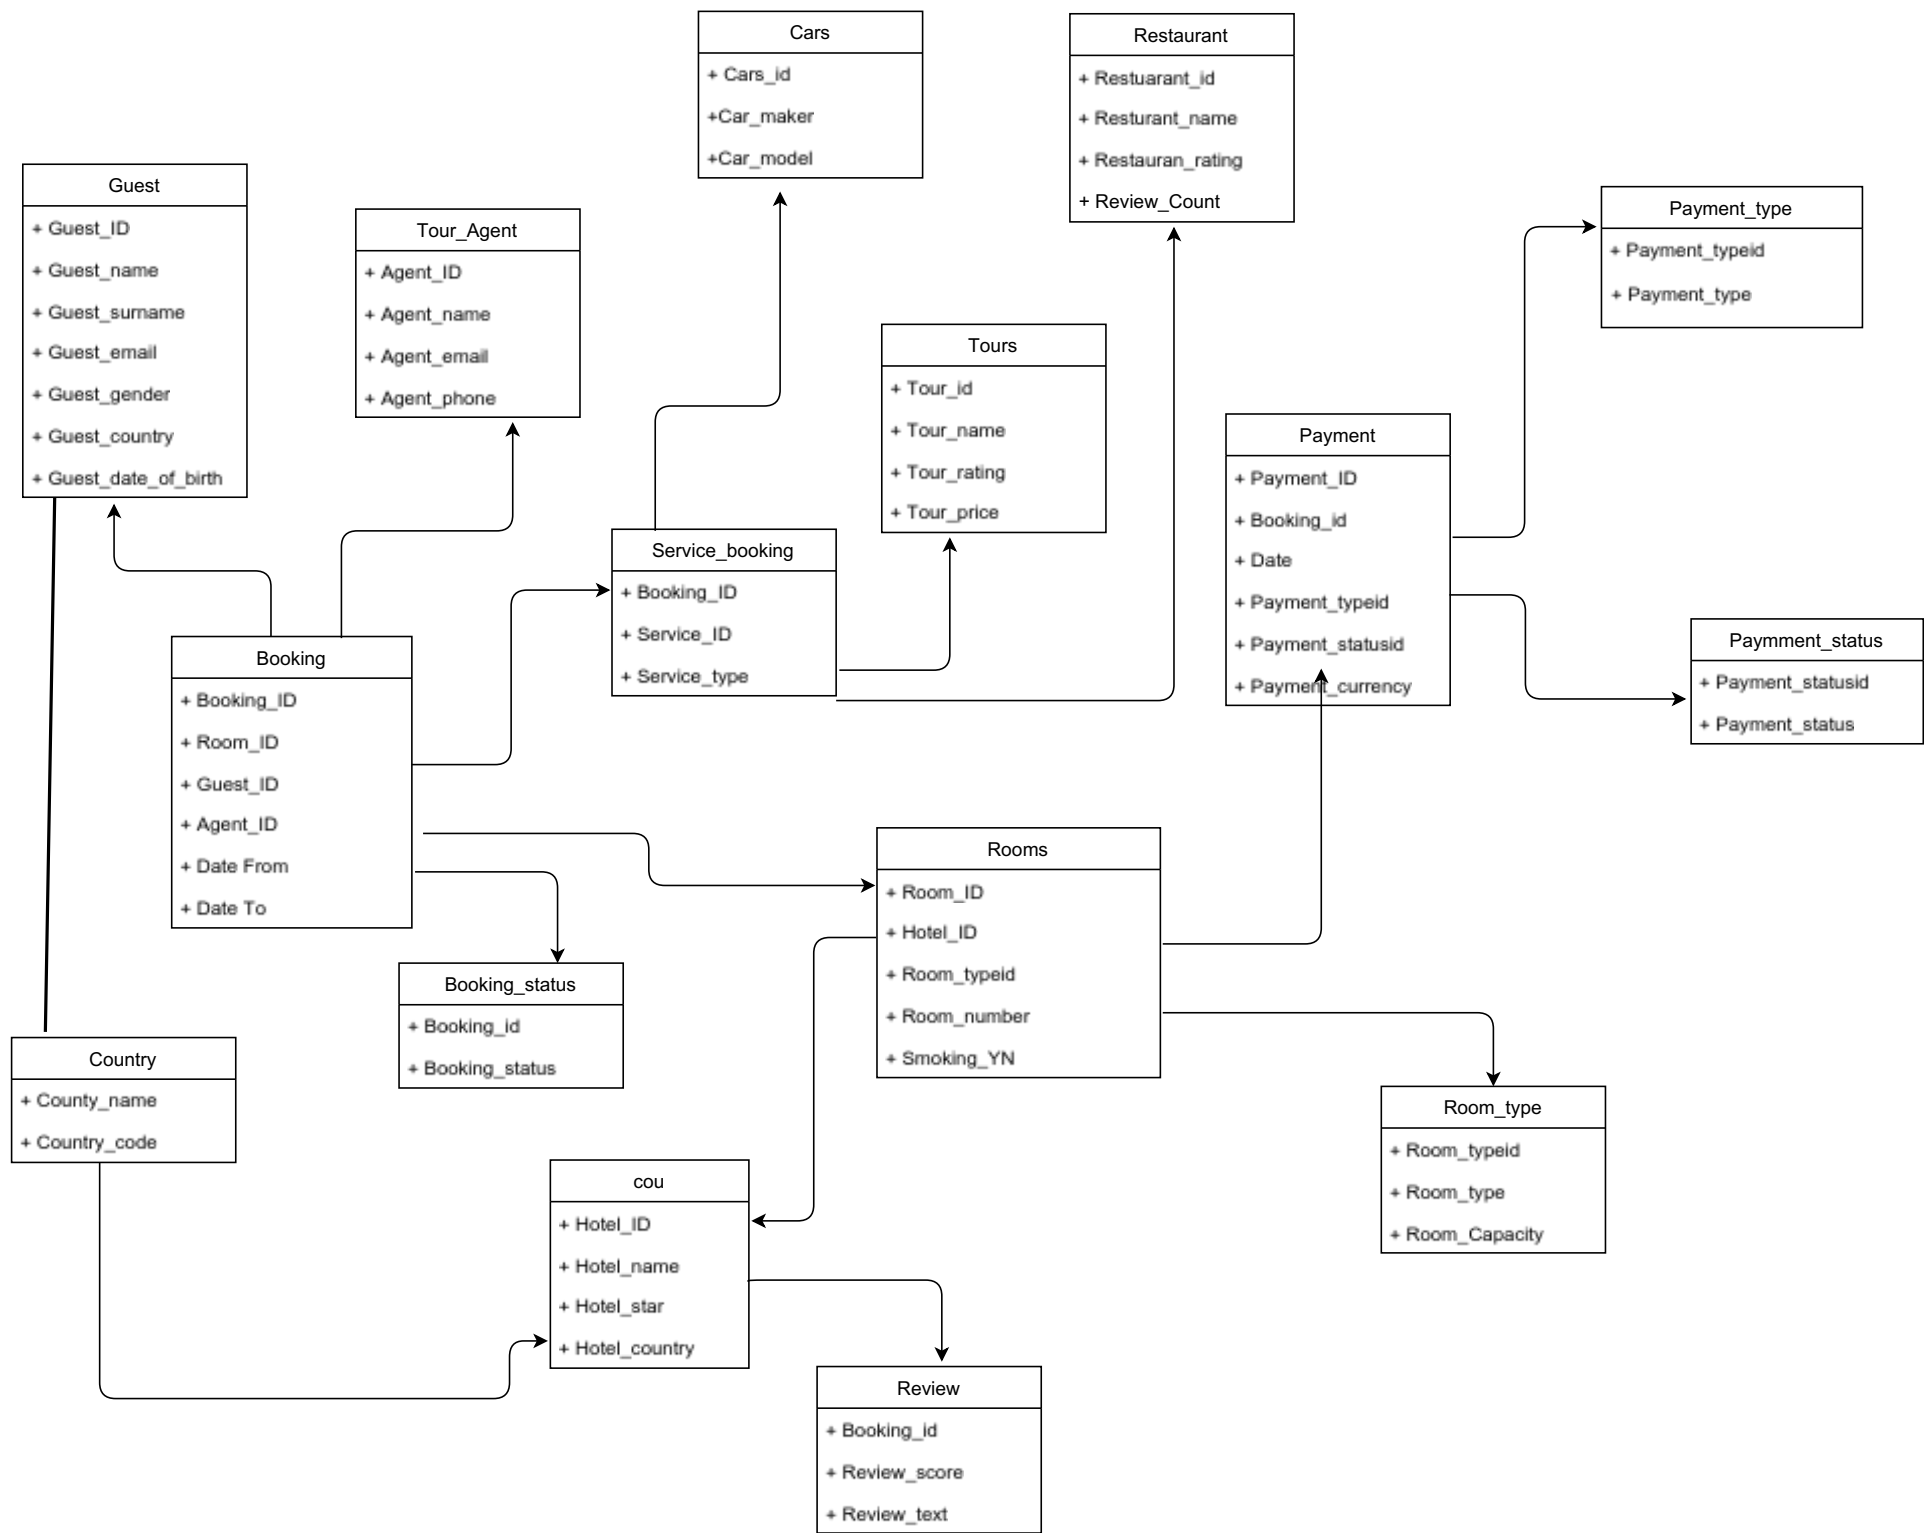 Cars
+ Cars_id
+Car_maker
+Car_model
Restaurant
+ Restuarant_id
+ Resturant_name
+ Restauran_rating
+ Review_Count
Guest
+ Guest_ID
+ Guest_name
+ Guest_surname
+ Guest_email
+ Guest_gender
+ Guest_country
+ Guest_date_of_birth
Tour_Agent
+ Agent_ID
+ Agent_name
+ Agent_email
+ Agent_phone
Payment_type
+ Payment_typeid
+ Payment_type
Tours
+ Tour_id
+ Tour_name
+ Tour_rating
+ Tour_price
Payment
+ Payment_ID
+ Booking_id
+ Date
+ Payment_typeid
+ Payment_statusid
+ Payment_currency
Service_booking
+ Booking_ID
+ Service_ID
+ Service_type
Paymment_status
+ Payment_statusid
+ Payment_status
Booking
+ Booking_ID
+ Room_ID
+ Guest_ID
+ Agent_ID
+ Date From
+ Date To
Rooms
+ Room_ID
+ Hotel_ID
+ Room_typeid
+ Room_number
+ Smoking_YN
Booking_status
+ Booking_id
+ Booking_status
Country
+ County_name
+ Country_code
Room_type
+ Room_typeid
+ Room_type
+ Room_Capacity
cou
+ Hotel_ID
+ Hotel_name
+ Hotel_star
+ Hotel_country
Review
+ Booking_id
+ Review_score
+ Review_text